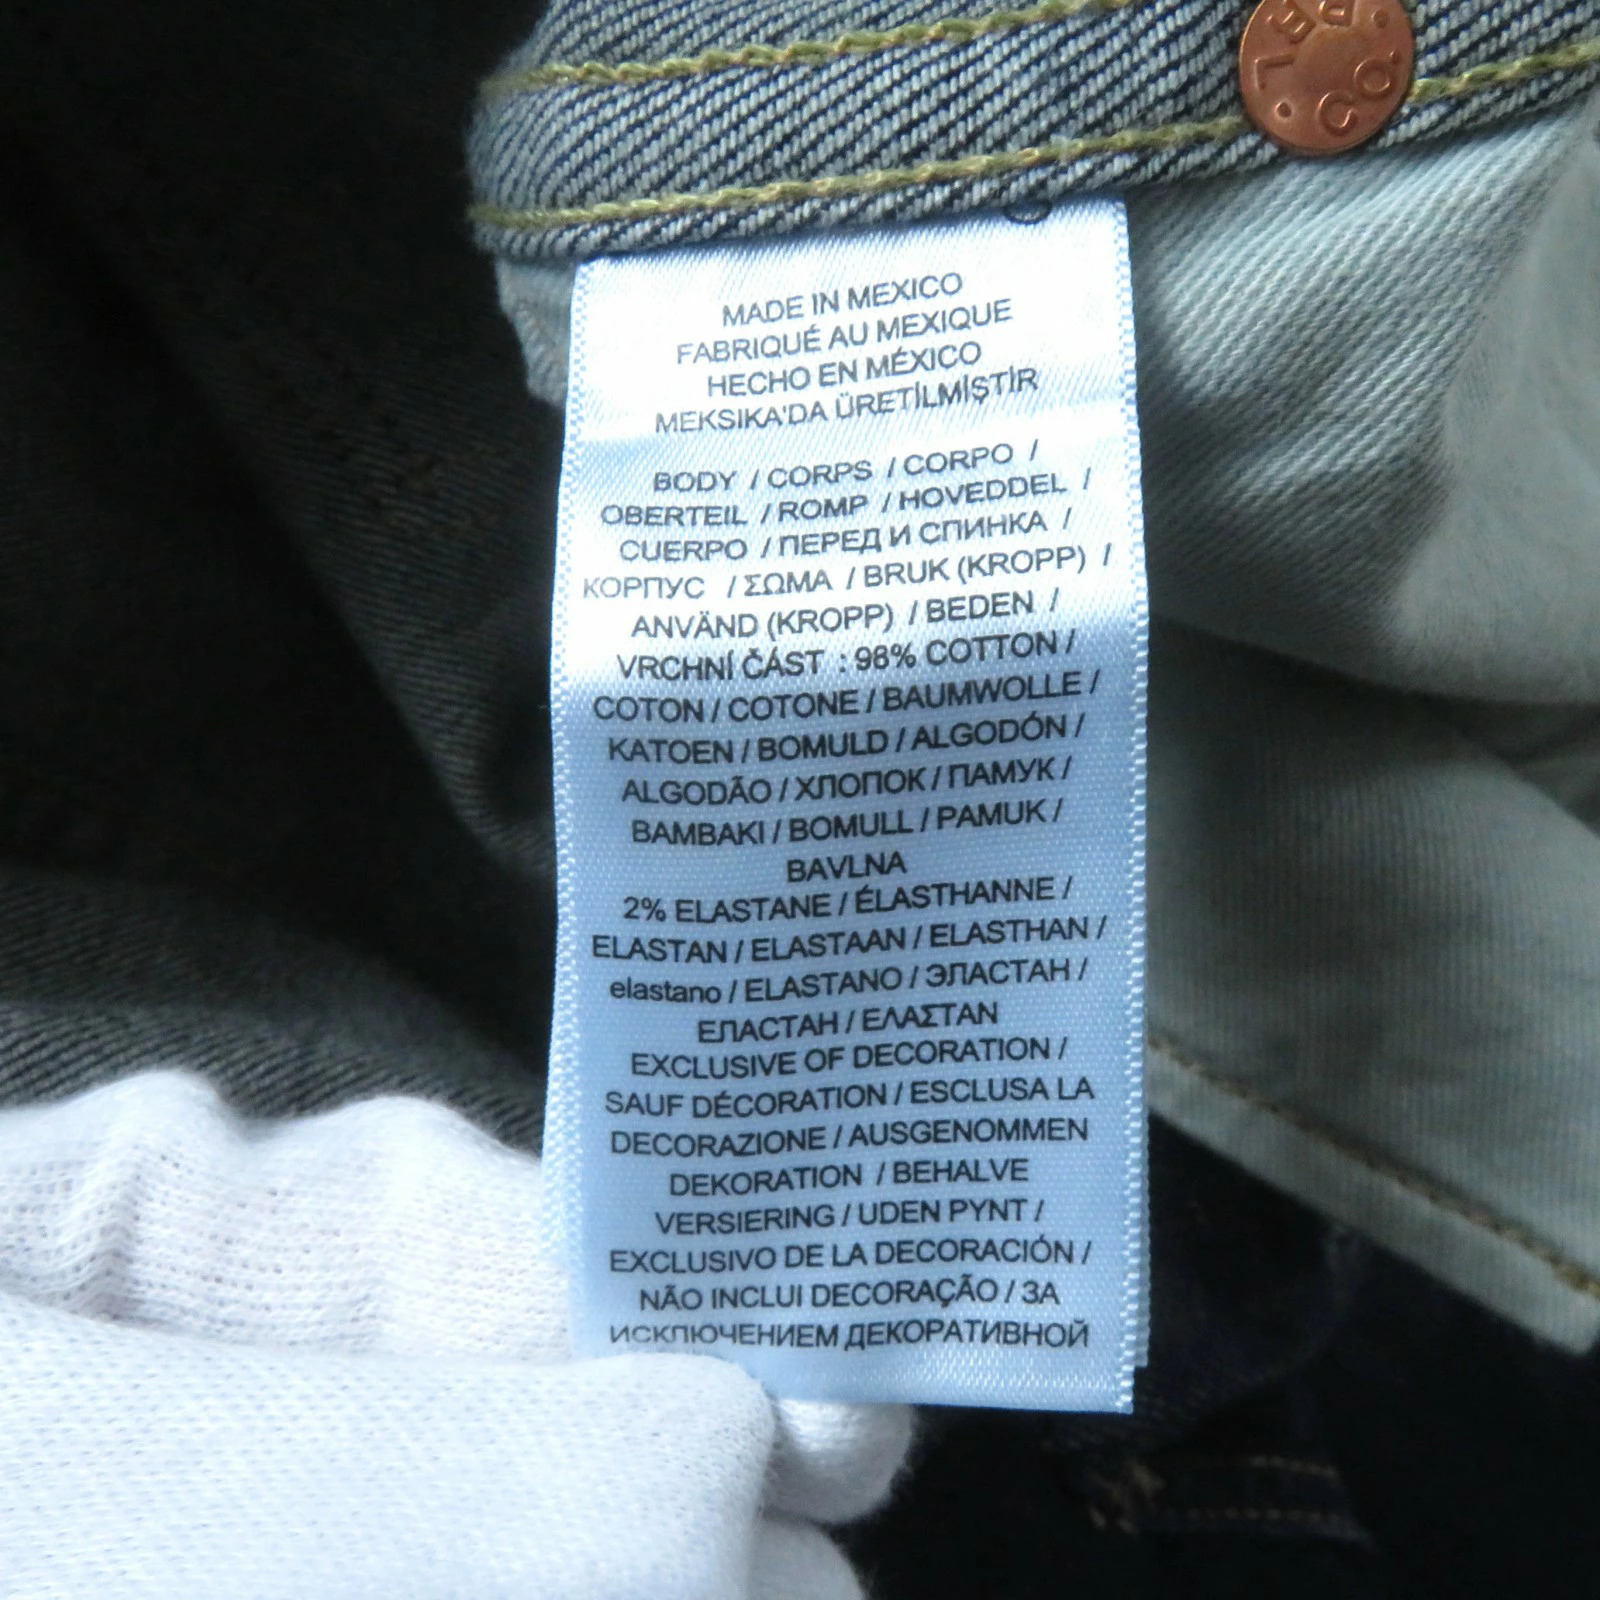 MADE IN MEXICO
FABRIQUÉ AU MEXIQUE
HECHO EN MÉXICO
MEKSIKA'DA ÜRETİLMİŞTİR
BODY / CORPS / CORPO /
OBERTEIL / ROMP / HOVEDDEL /
CUERPO / ПЕРЕД И СПИНКА /
КОРПУС / ΣΩΜΑ / BRUK (KROPP) /
ANVÄND (KROPP) / BEDEN /
VRCHNÍ ČÁST : 98% COTTON /
COTON / COTONE / BAUMWOLLE /
KATOEN / BOMULD / ALGODÓN /
ALGODÃO / ХЛОПОК / ПАМУК /
BAMBAKI / BOMULL / PAMUK /
BAVLNA
2% ELASTANE / ÉLASTHANNE /
ELASTAN / ELASTAAN / ELASTHAN /
elastano / ELASTANO / ЭЛАСТАН /
ЕЛАСТАН / ΕΛΑΣΤΑΝ
EXCLUSIVE OF DECORATION /
SAUF DÉCORATION / ESCLUSA LA
DECORAZIONE / AUSGENOMMEN
DEKORATION / BEHALVE
VERSIERING / UDEN PYNT /
EXCLUSIVO DE LA DECORACIÓN /
NÃO INCLUI DECORAÇÃO / ЗА
ИСКЛЮЧЕНИЕМ ДЕКОРАТИВНОЙ